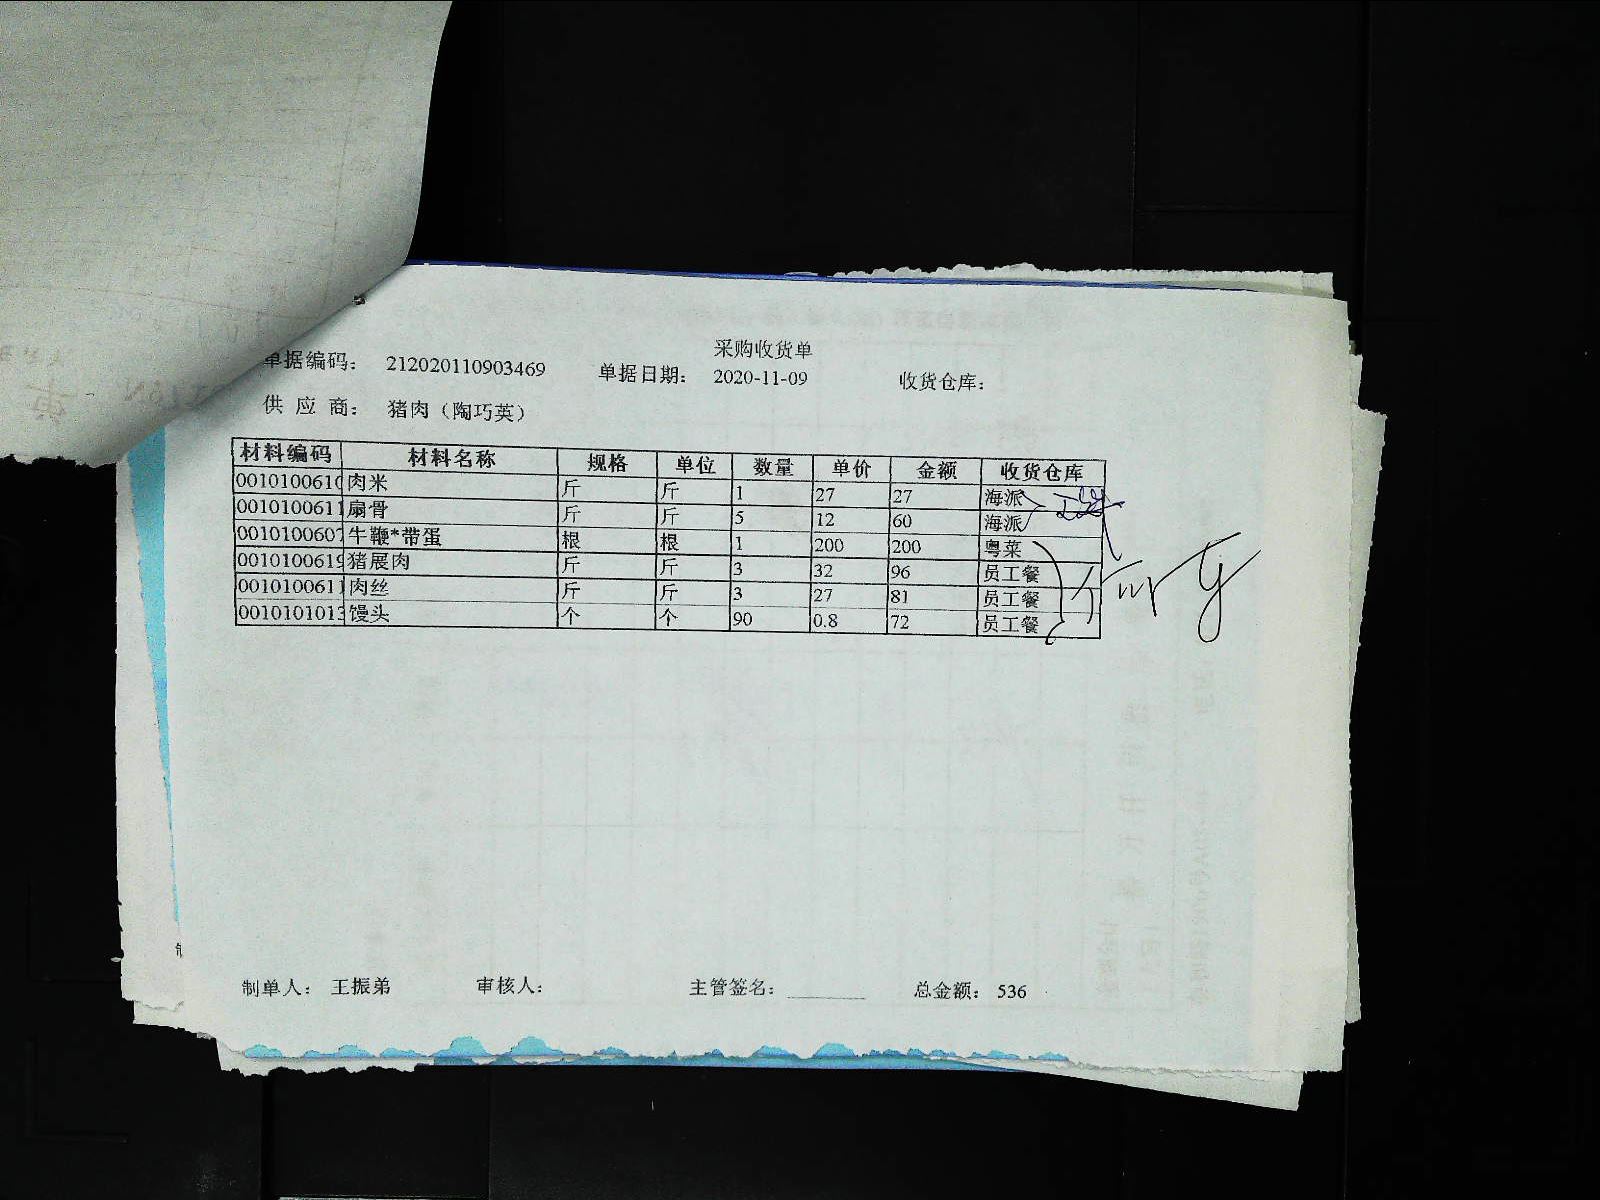 采购收货单
单据编码： 212020110903469 单据日期： 2020-11-09 收货仓库：
供 应 商： 猪肉（陶巧英）
材料编码 材料名称 规格 单位 数量 单价 金额 收货仓库
001010061 肉米 斤 斤 1 27 27 海派
001010061 扇骨 斤 斤 5 12 60 海派
001010060 牛鞭*带蛋 根 根 1 200 200 粤菜
001010061 猪展肉 斤 斤 3 32 96 员工餐
001010061 肉丝 斤 斤 3 27 81 员工餐
001010101 馒头 个 个 90 0.8 72 员工餐
制单人： 王振弟 审核人： 主管签名： 总金额： 536